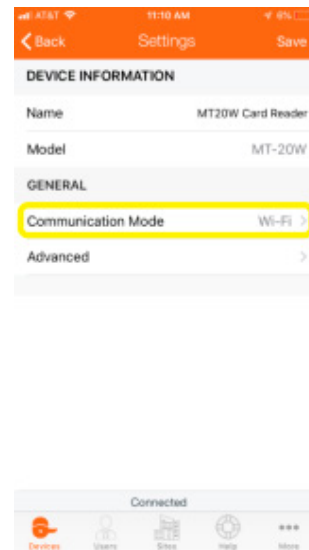 AT&T 11:10 AM 6%
Back Settings Save
DEVICE INFORMATION
Name MT20W Card Reader
Model MT-20W
GENERAL
Communication Mode Wi-Fi
Advanced
Connected
Devices Users Sites Help More